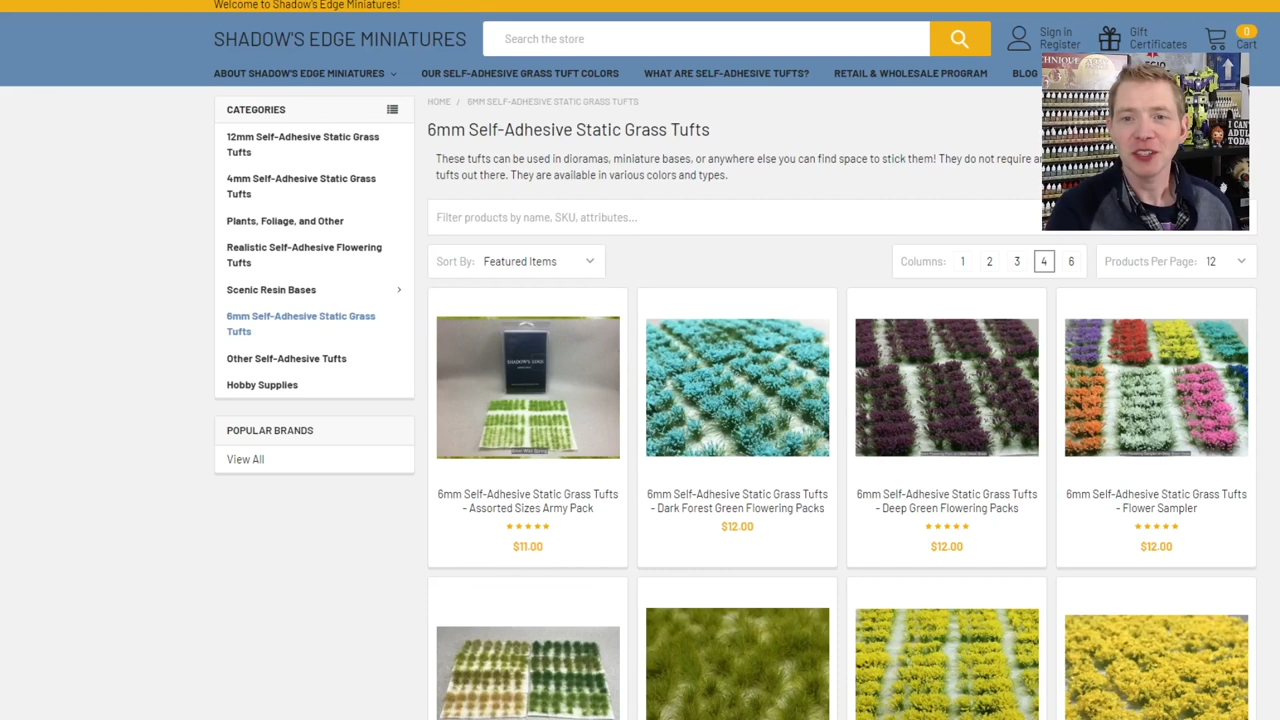 Welcome to Shadow's Edge Miniatures!
SHADOW'S EDGE MINIATURES
Search the store
Sign in
Register
Gift
Certificates
0
Cart
ABOUT SHADOW'S EDGE MINIATURES
OUR SELF-ADHESIVE GRASS TUFT COLORS
WHAT ARE SELF-ADHESIVE TUFTS?
RETAIL & WHOLESALE PROGRAM
BLOG
CATEGORIES
12mm Self-Adhesive Static Grass
Tufts
4mm Self-Adhesive Static Grass
Tufts
Plants, Foliage, and Other
Realistic Self-Adhesive Flowering
Tufts
Scenic Resin Bases
6mm Self-Adhesive Static Grass
Tufts
Other Self-Adhesive Tufts
Hobby Supplies
POPULAR BRANDS
View All
HOME / 6MM SELF-ADHESIVE STATIC GRASS TUFTS
6mm Self-Adhesive Static Grass Tufts
These tufts can be used in dioramas, miniature bases, or anywhere else you can find space to stick them! They do not require
tufts out there. They are available in various colors and types.
Filter products by name, SKU, attributes...
Sort By: Featured Items
Columns: 1 2 3 4 6
Products Per Page: 12
SHADOW'S EDGE
6mm Self-Adhesive Static Grass Tufts
- Assorted Sizes Army Pack
$11.00
6mm Self-Adhesive Static Grass Tufts
- Dark Forest Green Flowering Packs
$12.00
6mm Self-Adhesive Static Grass Tufts
- Deep Green Flowering Packs
$12.00
6mm Self-Adhesive Static Grass Tufts
- Flower Sampler
$12.00
I CAN'T
ADULT
TODAY